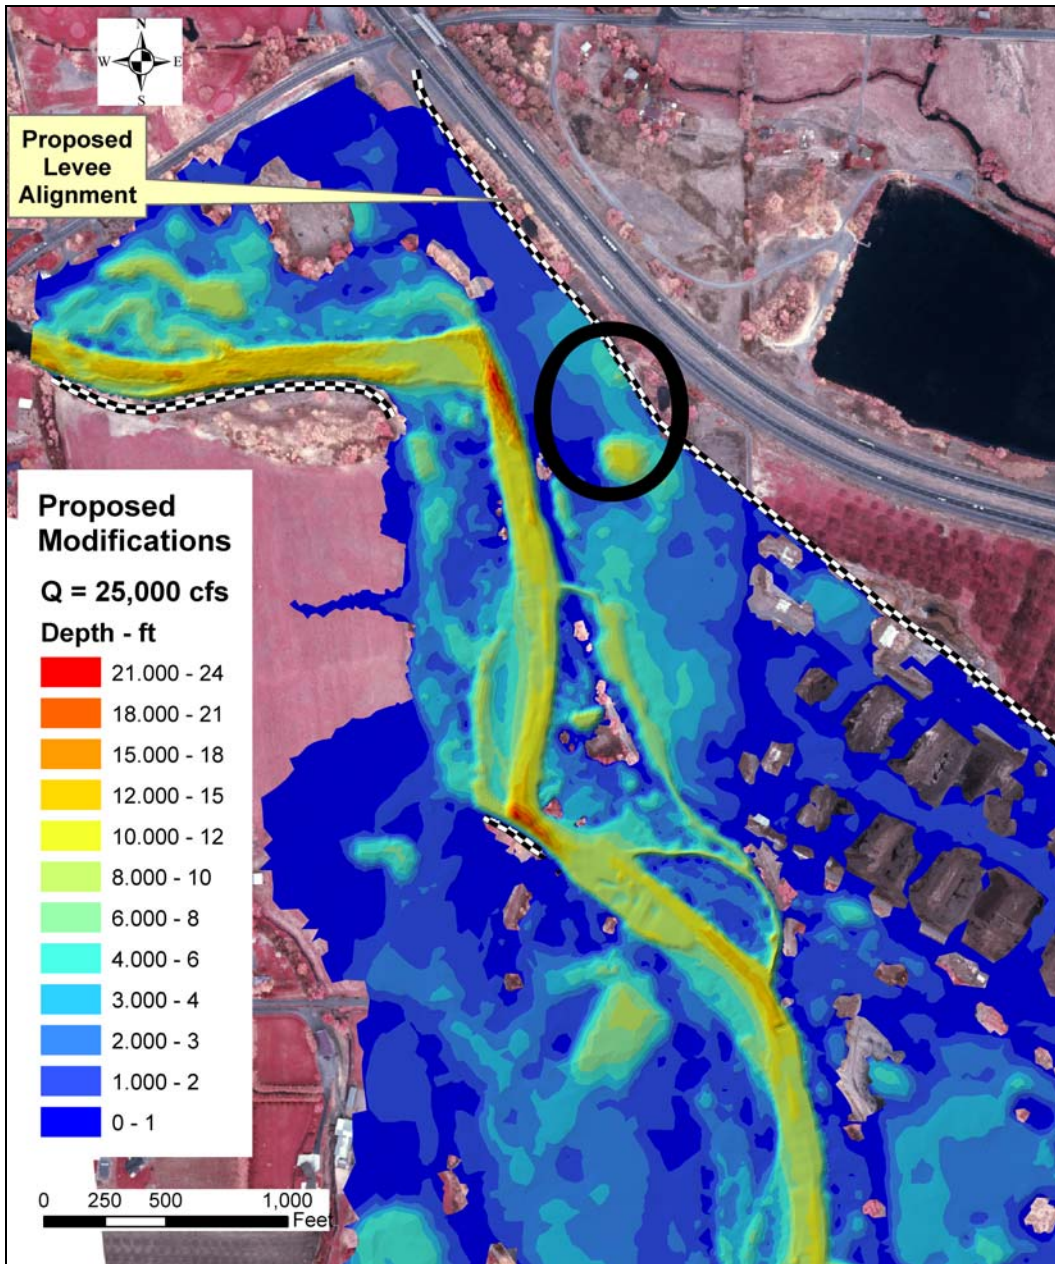 N
W E
S
Proposed
Levee
Alignment
Proposed
Modifications
Q = 25,000 cfs
Depth - ft
21.000 - 24
18.000 - 21
15.000 - 18
12.000 - 15
10.000 - 12
8.000 - 10
6.000 - 8
4.000 - 6
3.000 - 4
2.000 - 3
1.000 - 2
0 - 1
0 250 500 1,000
Feet